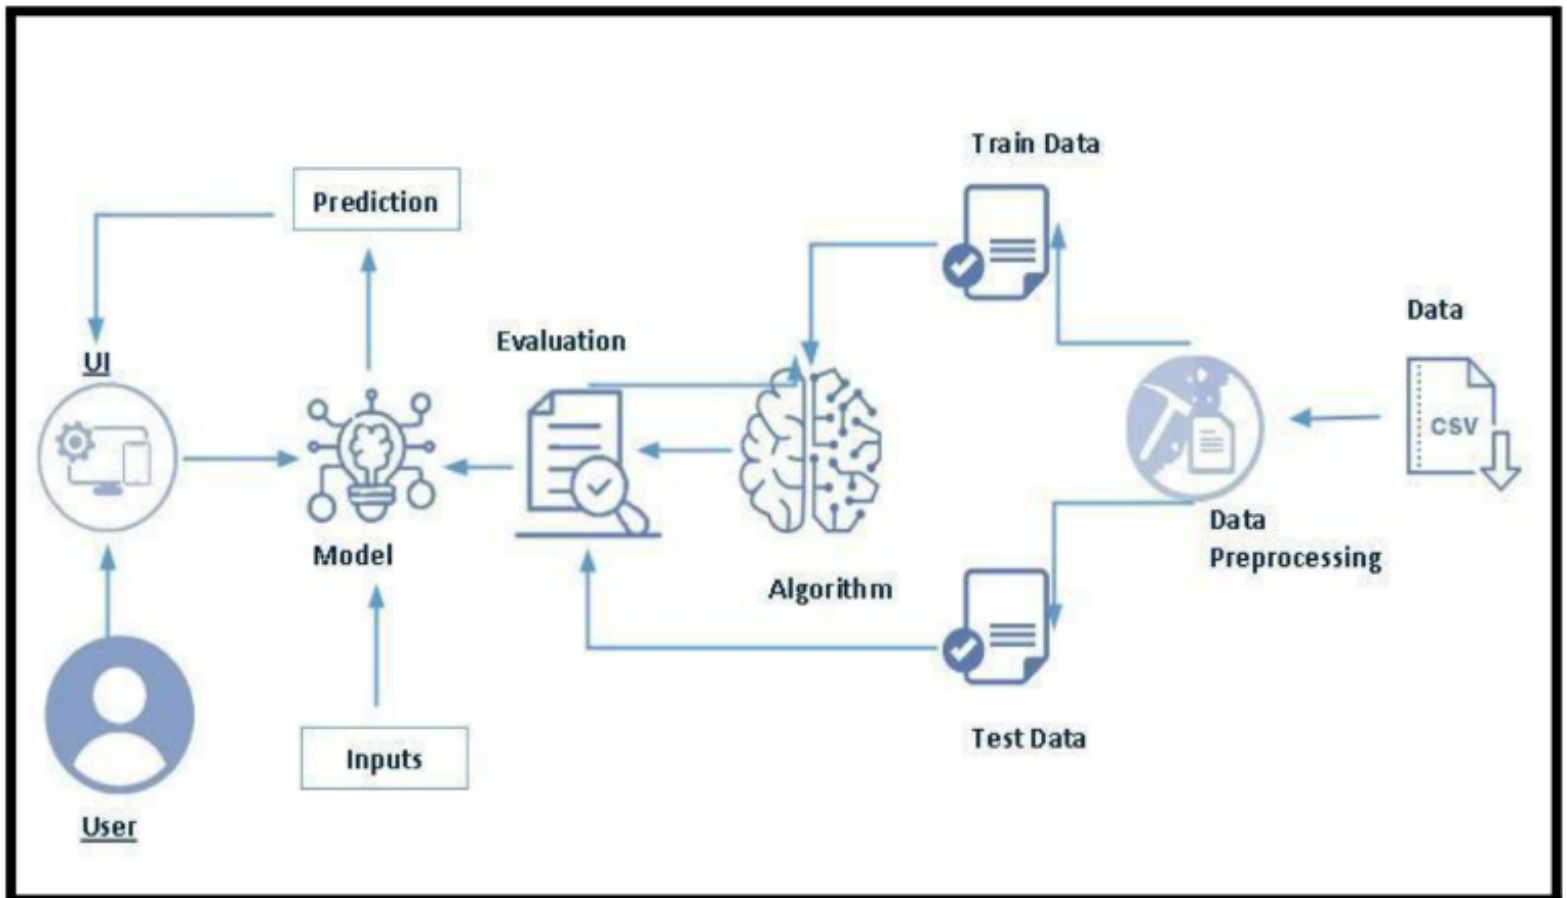 Train Data
Prediction
Data
Evaluation
UI
CSV
Data
Preprocessing
Model
Algorithm
Test Data
Inputs
User